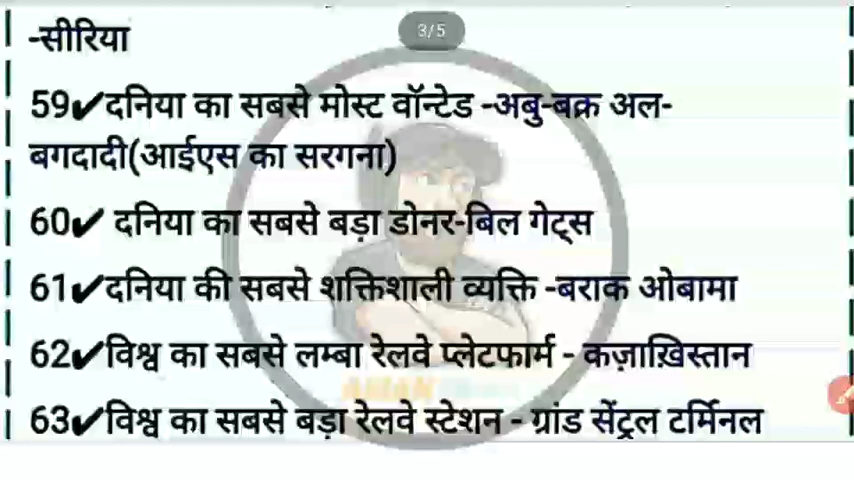 3/5
-सीरिया
59✔दनिया का सबसे मोस्ट वॉन्टेड -अबु-बक्र अल-
बगदादी(आईएस का सरगना)
60✔ दनिया का सबसे बड़ा डोनर-बिल गेट्स
61✔दनिया की सबसे शक्तिशाली व्यक्ति -बराक ओबामा
62✔विश्व का सबसे लम्बा रेलवे प्लेटफार्म - कज़ाख़िस्तान
63✔विश्व का सबसे बड़ा रेलवे स्टेशन - ग्रांड सेंट्रल टर्मिनल